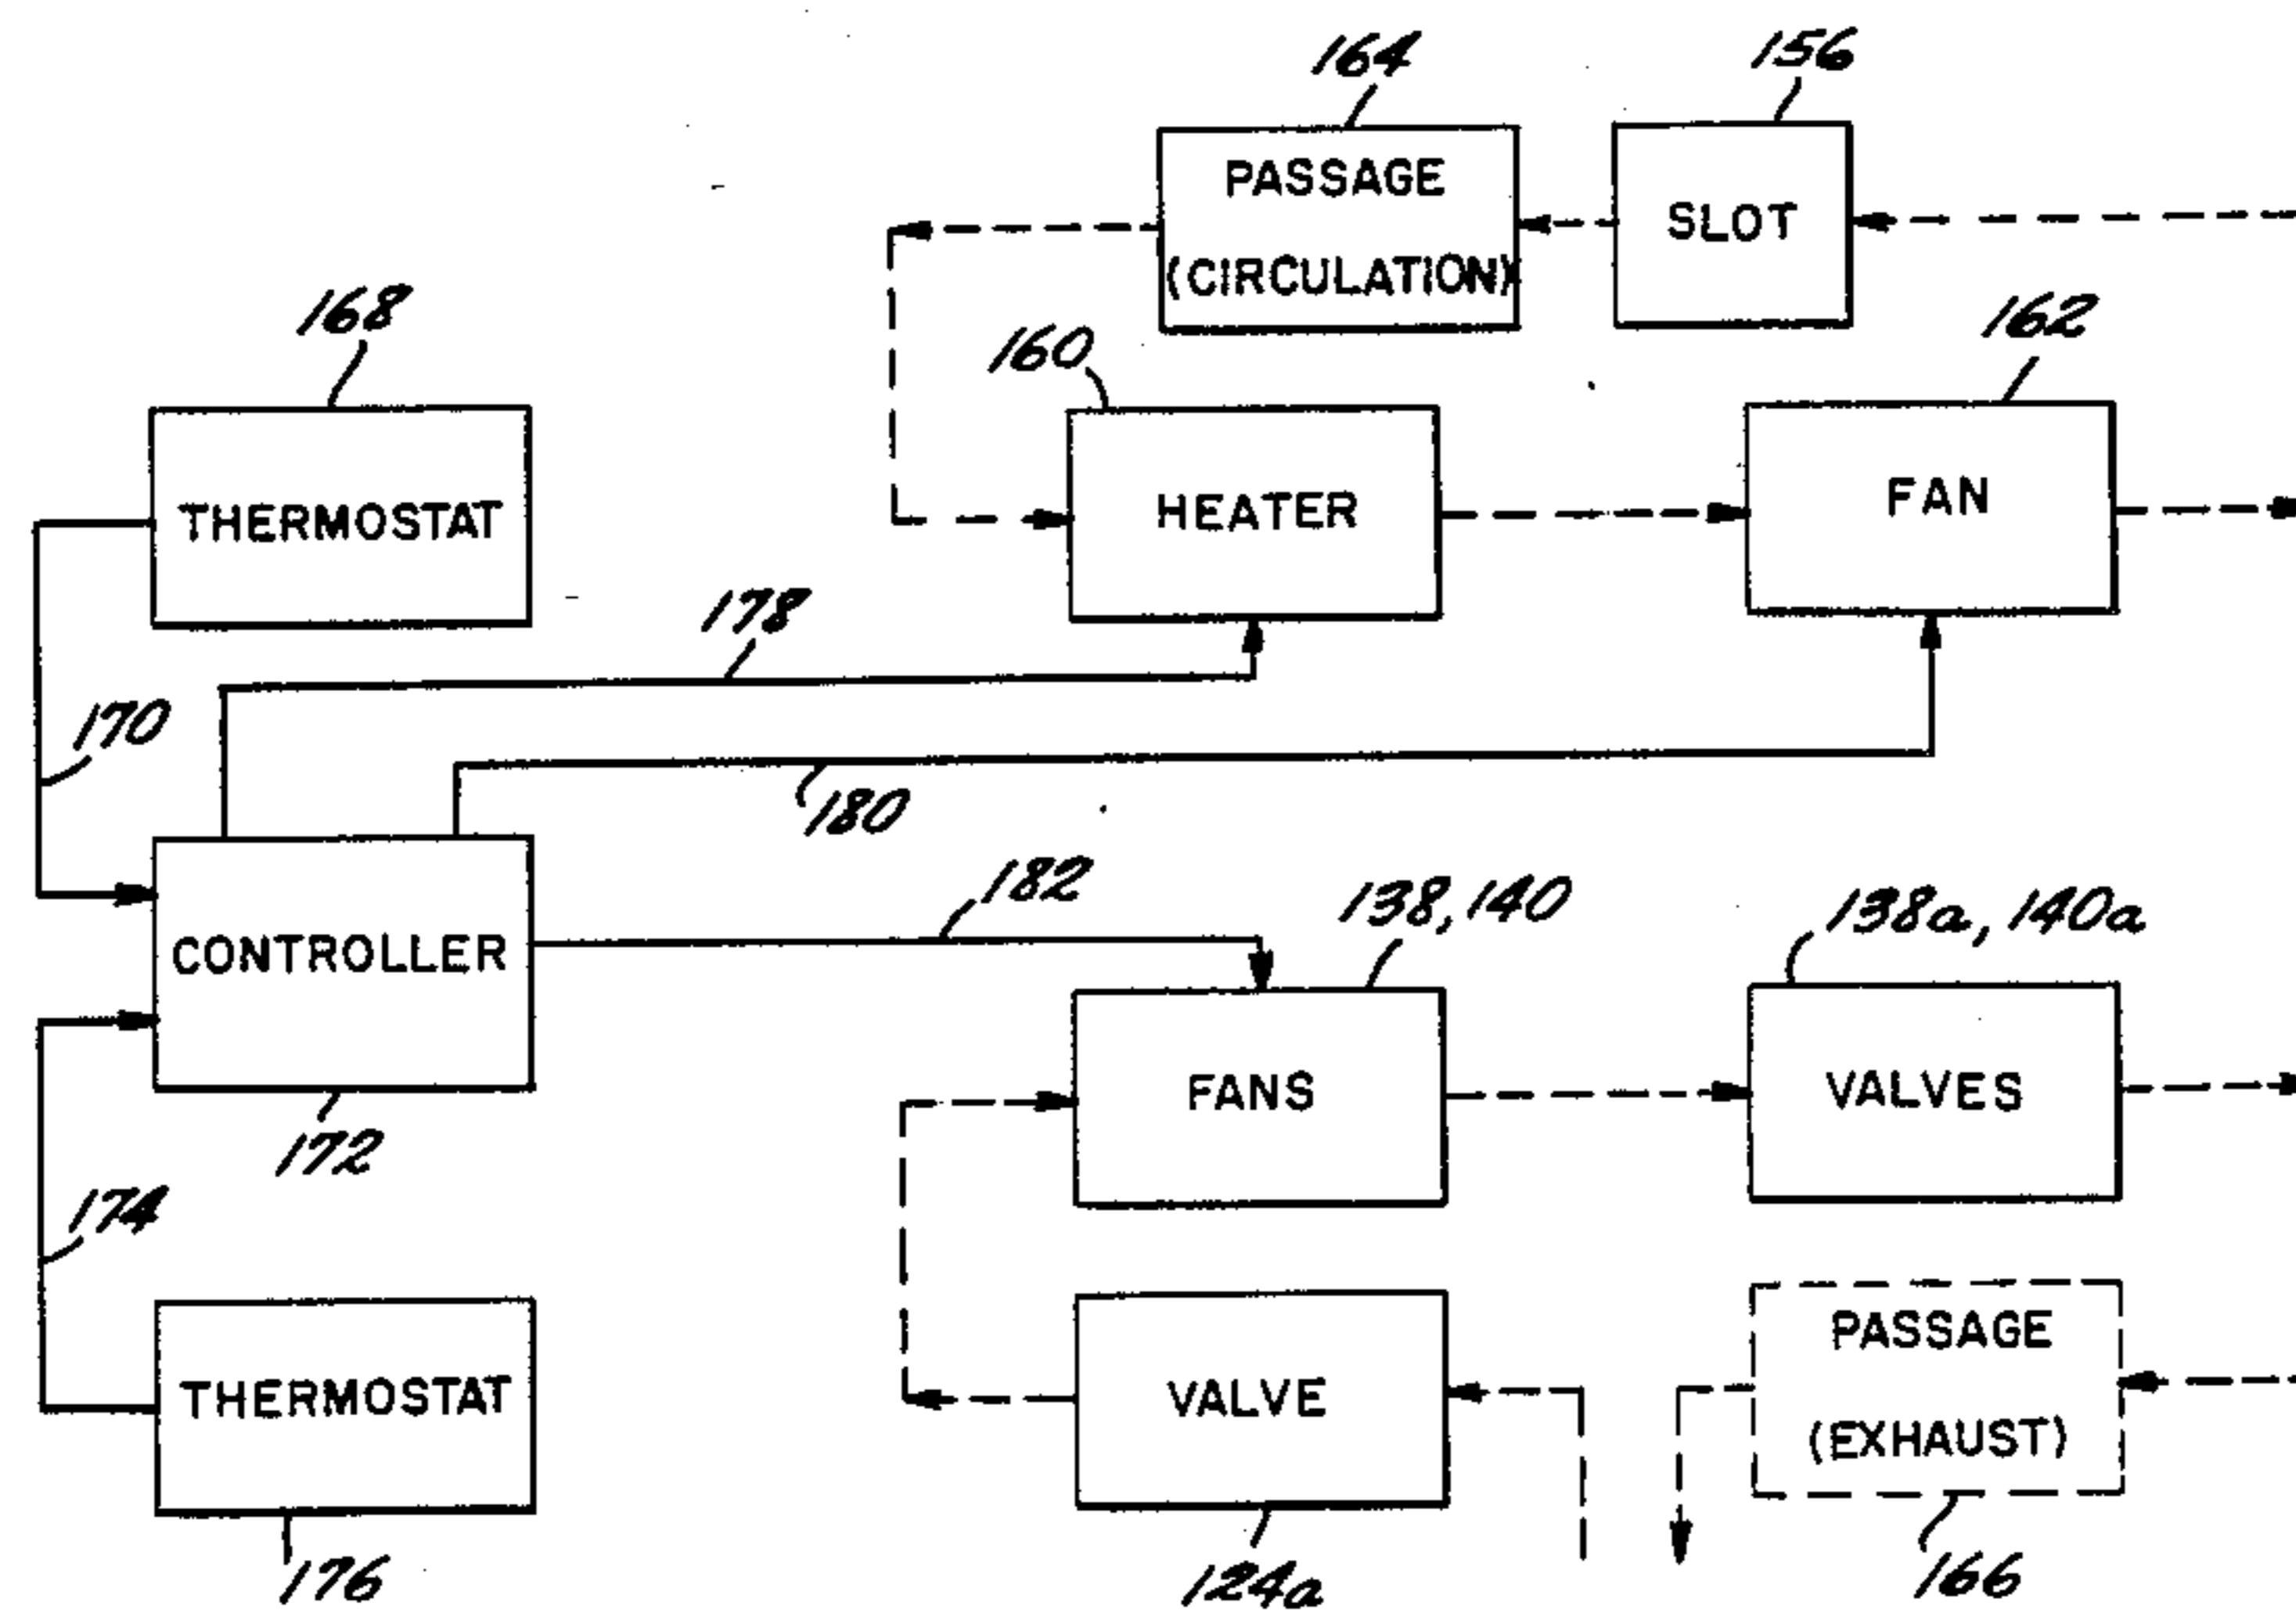 164
156
PASSAGE
(CIRCULATION)
SLOT
168
160
162
THERMOSTAT
HEATER
FAN
178
170
180
182
138, 140
138a, 140a
CONTROLLER
FANS
VALVES
172
174
THERMOSTAT
VALVE
PASSAGE
(EXHAUST)
176
124a
166